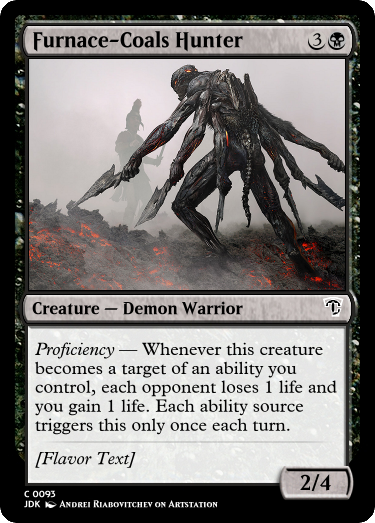 Furnace-Coals Hunter 3
Creature — Demon Warrior
Proficiency — Whenever this creature
becomes a target of an ability you
control, each opponent loses 1 life and
you gain 1 life. Each ability source
triggers this only once each turn.
[Flavor Text]
2/4
C 0093
JDK Andrei Riabovitchev on Artstation